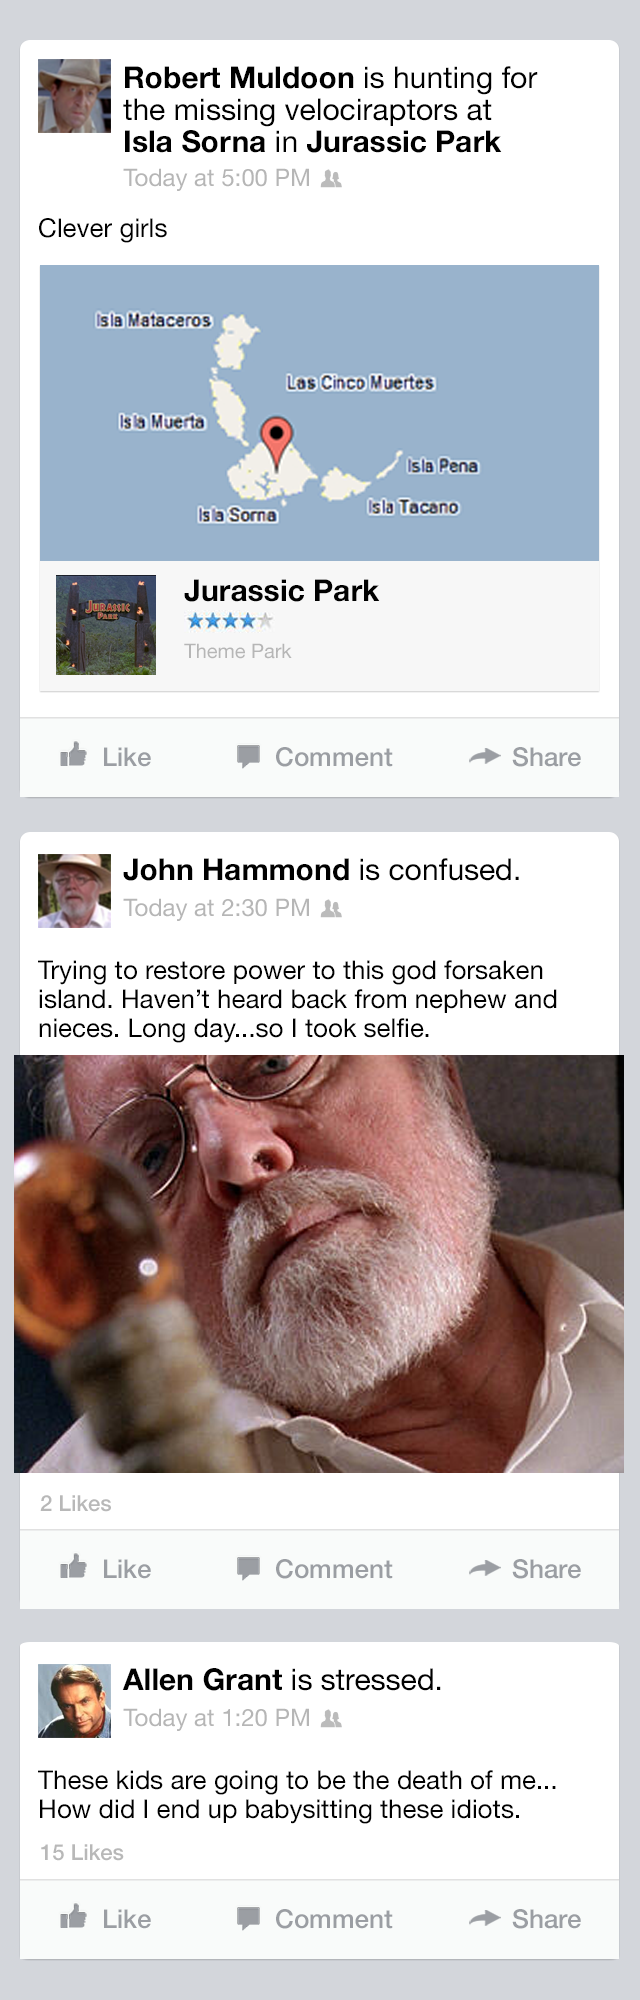 Robert Muldoon is hunting for
the missing velociraptors at
Isla Sorna in Jurassic Park
Today at 5:00 PM
Clever girls
Isla Mataceros
Las Cinco Muertes
Isla Muerta
Isla Pena
Isla Tacano
Isla Sorna
JURASSIC
PARK
Jurassic Park
Theme Park
Like
Comment
Share
John Hammond is confused.
Today at 2:30 PM
Trying to restore power to this god forsaken
island. Haven’t heard back from nephew and
nieces. Long day...so I took selfie.
2 Likes
Like
Comment
Share
Allen Grant is stressed.
Today at 1:20 PM
These kids are going to be the death of me...
How did I end up babysitting these idiots.
15 Likes
Like
Comment
Share